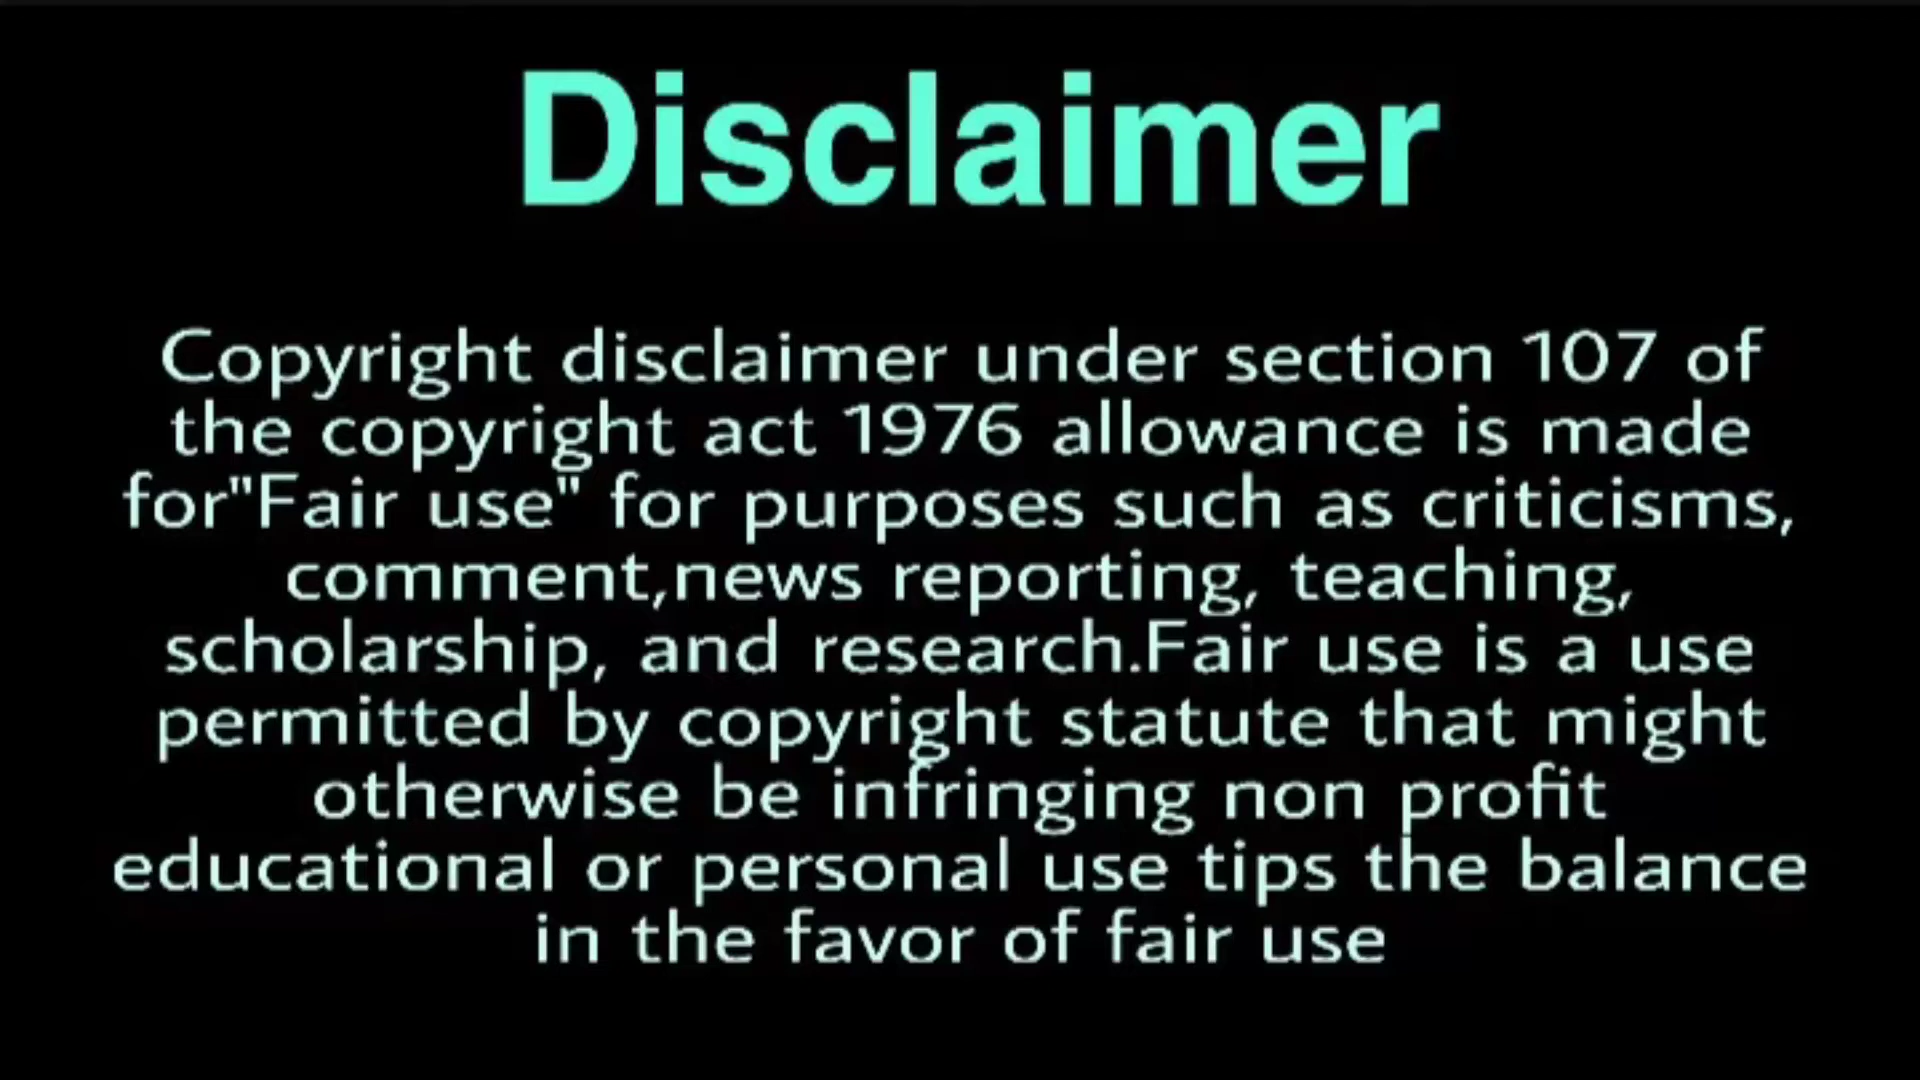 Disclaimer
Copyright disclaimer under section 107 of
the copyright act 1976 allowance is made
for"Fair use" for purposes such as criticisms,
comment,news reporting, teaching,
scholarship, and research.Fair use is a use
permitted by copyright statute that might
otherwise be infringing non profit
educational or personal use tips the balance
in the favor of fair use